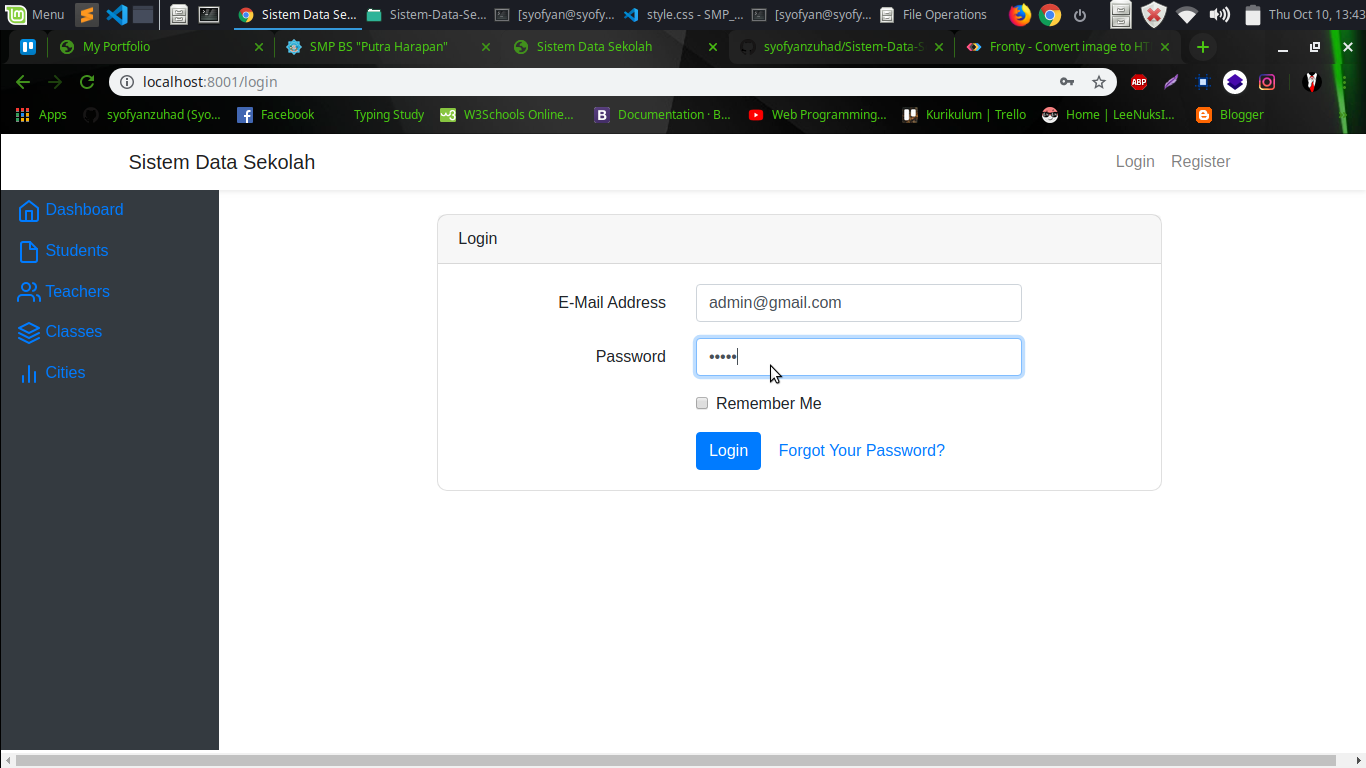 Menu
Sistem Data Se...
Sistem-Data-Se...
[syofyan@syofy...
style.css - SMP_...
[syofyan@syofy...
File Operations
Thu Oct 10, 13:43
My Portfolio
SMP BS "Putra Harapan"
Sistem Data Sekolah
syofyanzuhad/Sistem-Data-S
Fronty - Convert image to HT
localhost:8001/login
ABP
Apps
syofyanzuhad (Syo...
Facebook
Typing Study
W3Schools Online...
Documentation · B...
Web Programming...
Kurikulum | Trello
Home | LeeNuksI...
Blogger
Sistem Data Sekolah
Login
Register
Dashboard
Students
Teachers
Classes
Cities
Login
E-Mail Address
admin@gmail.com
Password
•••••
Remember Me
Login
Forgot Your Password?